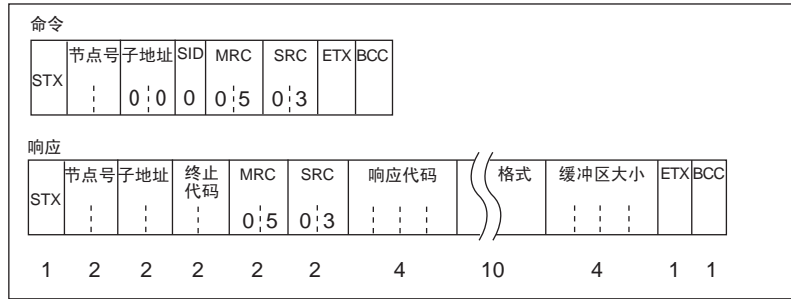 命令
STX 节点号 子地址 SID MRC SRC ETX BCC
0 0 0 0 5 0 3
响应
STX 节点号 子地址 终止代码 MRC SRC 响应代码 格式 缓冲区大小 ETX BCC
0 5 0 3
1 2 2 2 2 2 4 10 4 1 1